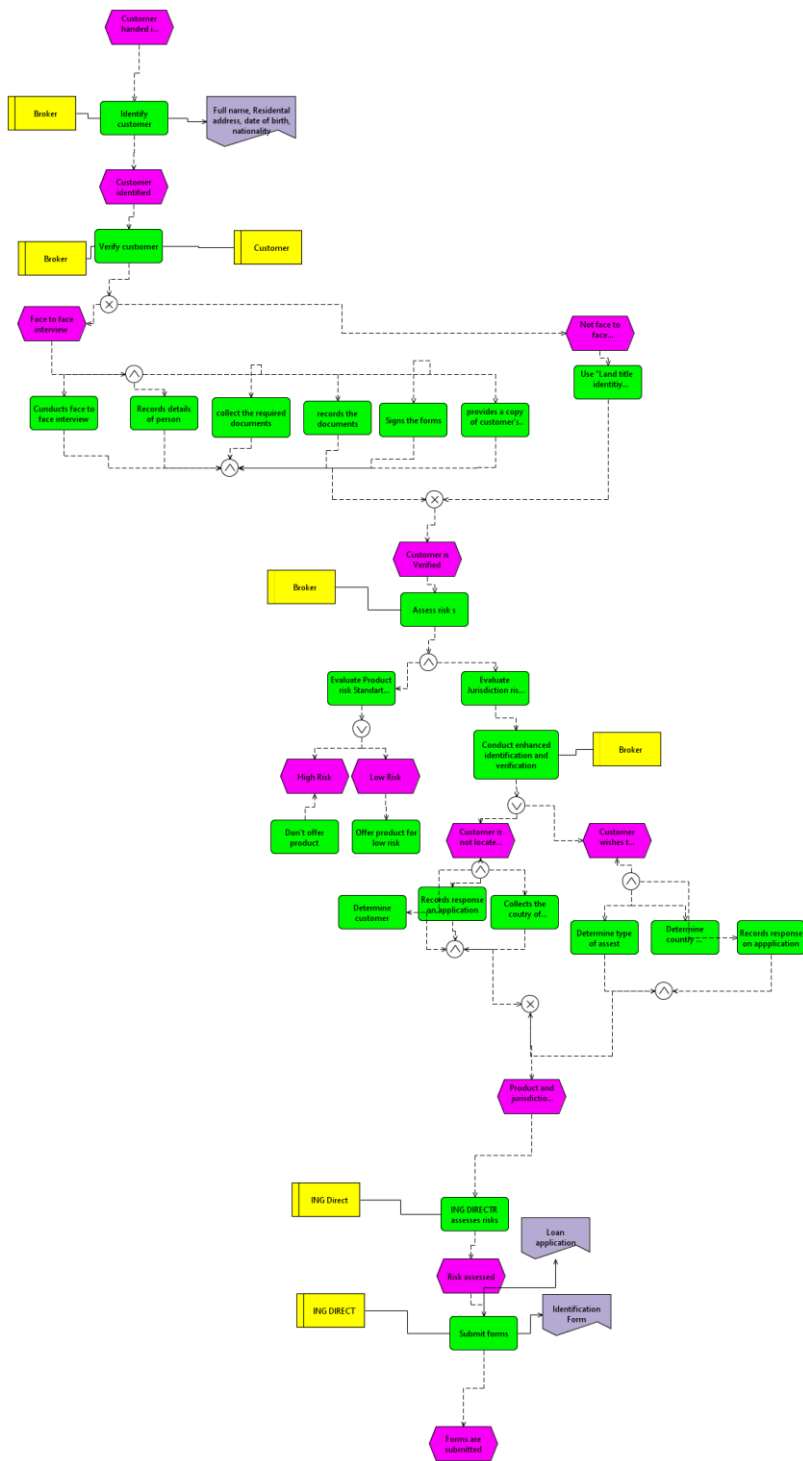 Customer
handed i...
Broker
Identify
customer
Full name, Residental
address, date of birth,
nationality
Customer
identified
Broker
Verify custiomer
Customer
Face to face
interview
Not face to
face...
Use "Land title
identitiy...
Cunducts face to
face interview
Records details
of person
collect the required
documents
records the
documents
Signs the forms
provides a copy
of customer's..
Customer is
Verified
Broker
Assess risk s
Evaluate Product
risk Standart...
Evaluate
Jurisdiction ris...
Conduct enhanced
identification and
verification
Broker
High Risk
Low Risk
Don't offer
product
Offer product for
low risk
Customer is
not locate...
Customer
wishes t...
Determine
customer
Records response
on application
Collects the
coutry of...
Determine type
of assest
Determine
country ...
Records response
on appplication
Product and
jurisdictio...
ING Direct
ING DIRECTR
assesses risks
Loan
application
Risk assessed
ING DIRECT
Submit forms
Identification
Form
Forms are
submitted